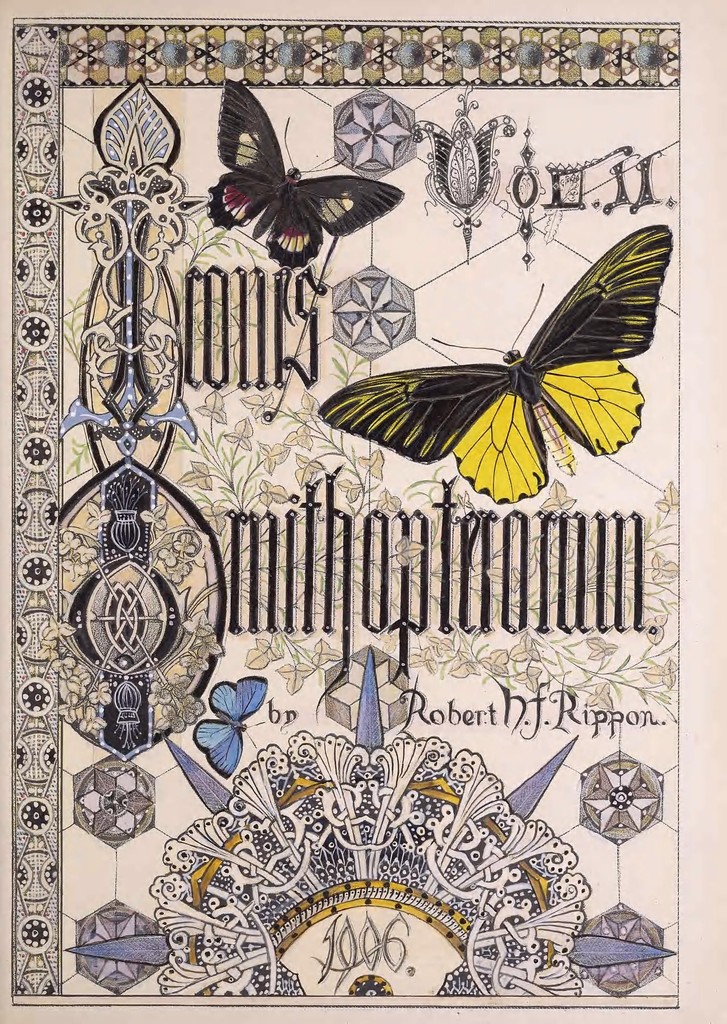 Vol. II.
Icones
Ornithopterorum.
by Robert H. F. Rippon.
1906.